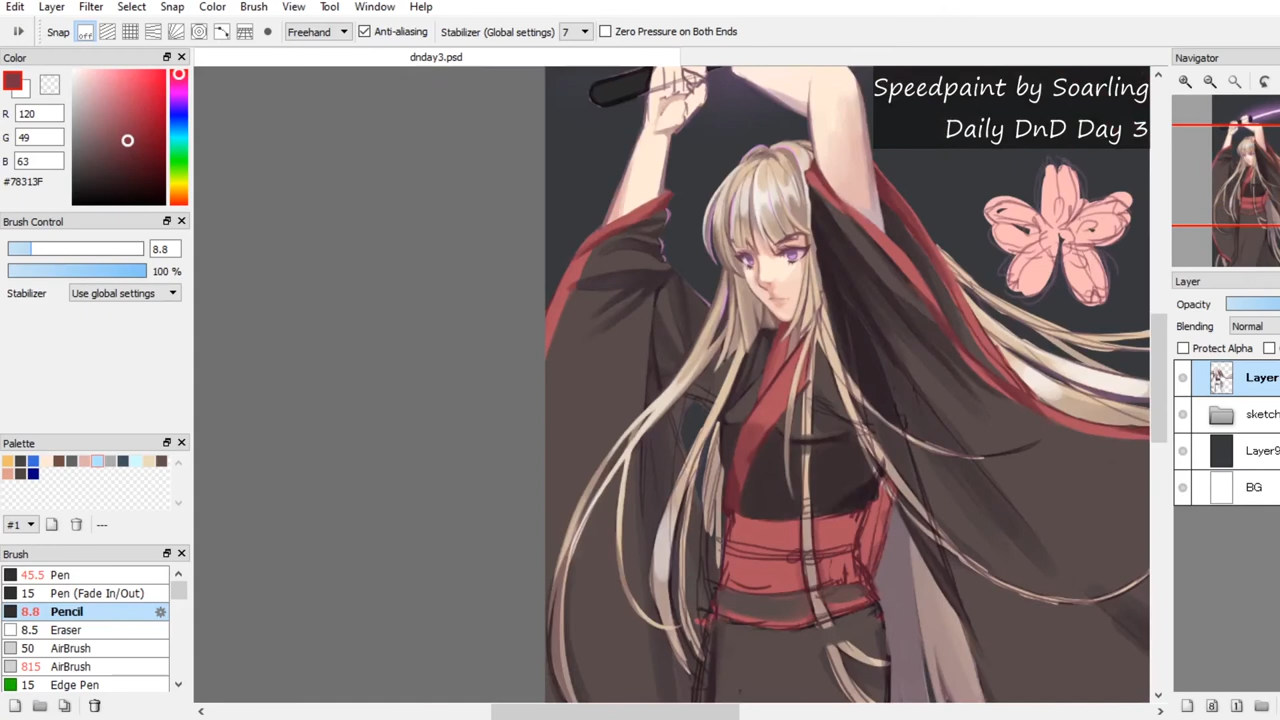 Edit Layer Filter Select Snap Color Brush View Tool Window Help
Snap off Freehand Anti-aliasing Stabilizer (Global settings) 7 Zero Pressure on Both Ends
Color
dnday3.psd
Navigator
R 120
G 49
B 63
#78313F
Brush Control
8.8
100 %
Stabilizer Use global settings
Palette
#1 ---
Brush
45.5 Pen
15 Pen (Fade In/Out)
8.8 Pencil
8.5 Eraser
50 AirBrush
815 AirBrush
15 Edge Pen
Speedpaint by Soarling
Daily DnD Day 3
Layer
Opacity
Blending Normal
Protect Alpha
Layer
sketch
Layer9
BG
8 1